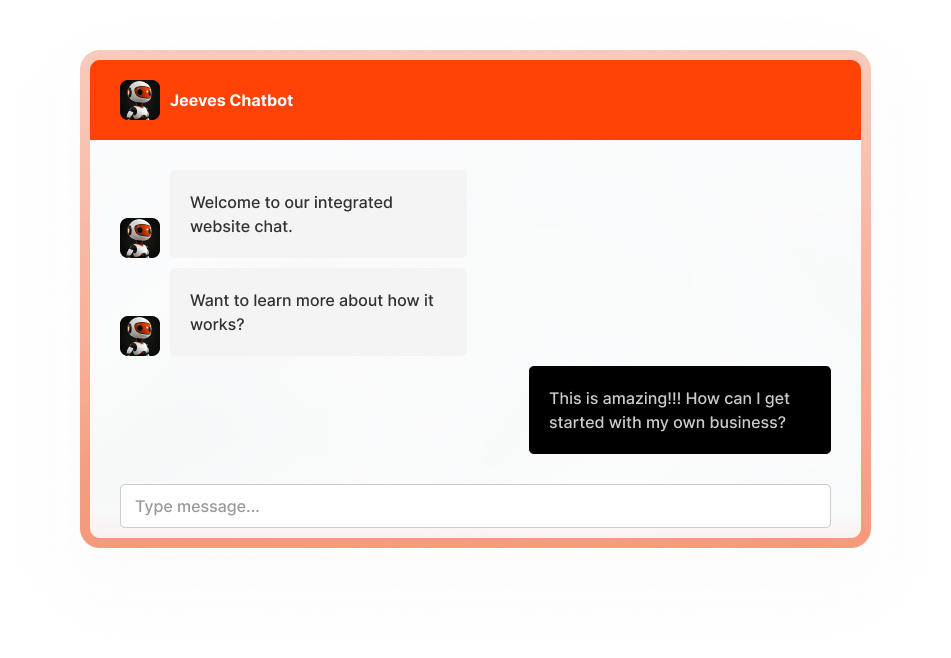 Jeeves Chatbot
Welcome to our integrated
website chat.
Want to learn more about how it
works?
This is amazing!!! How can I get
started with my own business?
Type message...